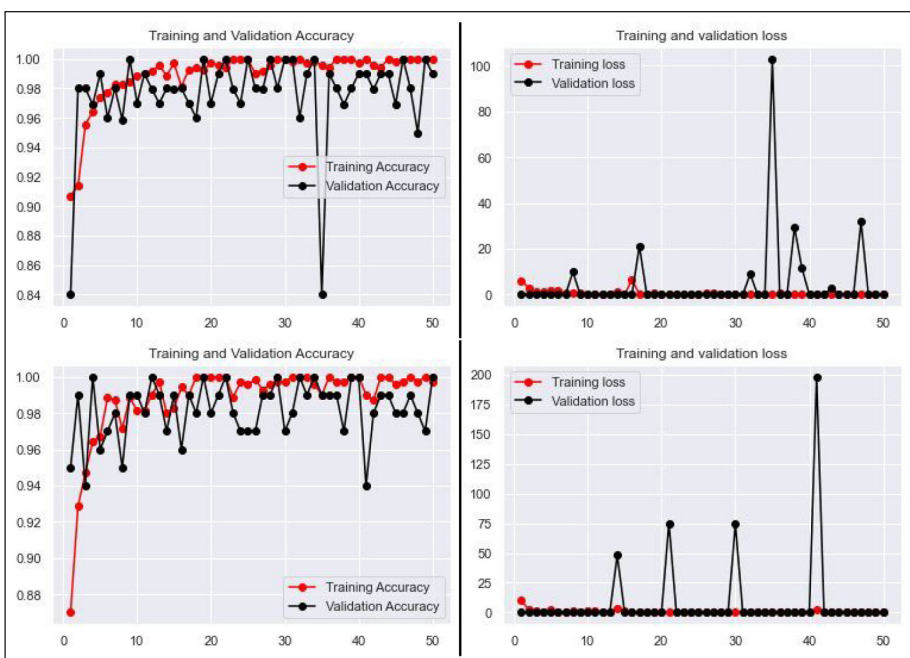 Training and Validation Accuracy
1.00
0.98
0.96
0.94
0.92
0.90
0.88
0.86
0.84
Training Accuracy
Validation Accuracy
0 10 20 30 40 50
Training and validation loss
100
80
60
40
20
0
Training loss
Validation loss
0 10 20 30 40 50
Training and Validation Accuracy
1.00
0.98
0.96
0.94
0.92
0.90
0.88
Training Accuracy
Validation Accuracy
0 10 20 30 40 50
Training and validation loss
200
175
150
125
100
75
50
25
0
Training loss
Validation loss
0 10 20 30 40 50